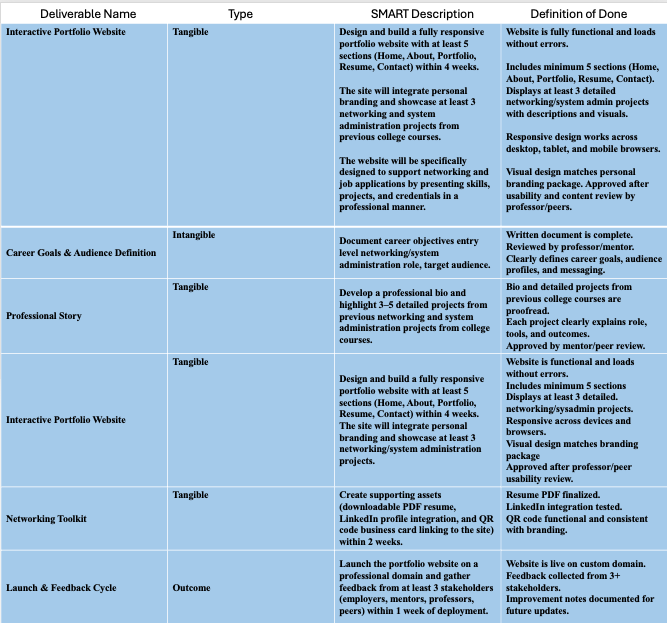 Deliverable Name Type SMART Description Definition of Done
Interactive Portfolio Website
Tangible
Design and build a fully responsive
portfolio website with at least 5
sections (Home, About, Portfolio,
Resume, Contact) within 4 weeks.
The site will integrate personal
branding and showcase at least 3
networking and system
administration projects from
previous college courses.
The website will be specifically
designed to support networking and
job applications by presenting skills,
projects, and credentials in a
professional manner.
Website is fully functional and loads
without errors.
Includes minimum 5 sections (Home,
About, Portfolio, Resume, Contact).
Displays at least 3 detailed
networking/system admin projects
with descriptions and visuals.
Responsive design works across
desktop, tablet, and mobile browsers.
Visual design matches personal
branding package. Approved after
usability and content review by
professor/peers.
Career Goals & Audience Definition
Intangible
Document career objectives entry
level networking/system
administration role, target audience.
Written document is complete.
Reviewed by professor/mentor.
Clearly defines career goals, audience
profiles, and messaging.
Professional Story
Tangible
Develop a professional bio and
highlight 3–5 detailed projects from
previous networking and system
administration projects from college
courses.
Bio and detailed projects from
previous college courses are
proofread.
Each project clearly explains role,
tools, and outcomes.
Approved by mentor/peer review.
Interactive Portfolio Website
Tangible
Design and build a fully responsive
portfolio website with at least 5
sections (Home, About, Portfolio,
Resume, Contact) within 4 weeks.
The site will integrate personal
branding and showcase at least 3
networking/system administration
projects.
Website is functional and loads
without errors.
Includes minimum 5 sections
Displays at least 3 detailed.
networking/sysadmin projects.
Responsive across devices and
browsers.
Visual design matches branding
package
Approved after professor/peer
usability review.
Networking Toolkit
Tangible
Create supporting assets
(downloadable PDF resume,
LinkedIn profile integration, and QR
code business card linking to the site)
within 2 weeks.
Resume PDF finalized.
LinkedIn integration tested.
QR code functional and consistent
with branding.
Launch & Feedback Cycle
Outcome
Launch the portfolio website on a
professional domain and gather
feedback from at least 3 stakeholders
(employers, mentors, professors,
peers) within 1 week of deployment.
Website is live on custom domain.
Feedback collected from 3+
stakeholders.
Improvement notes documented for
future updates.